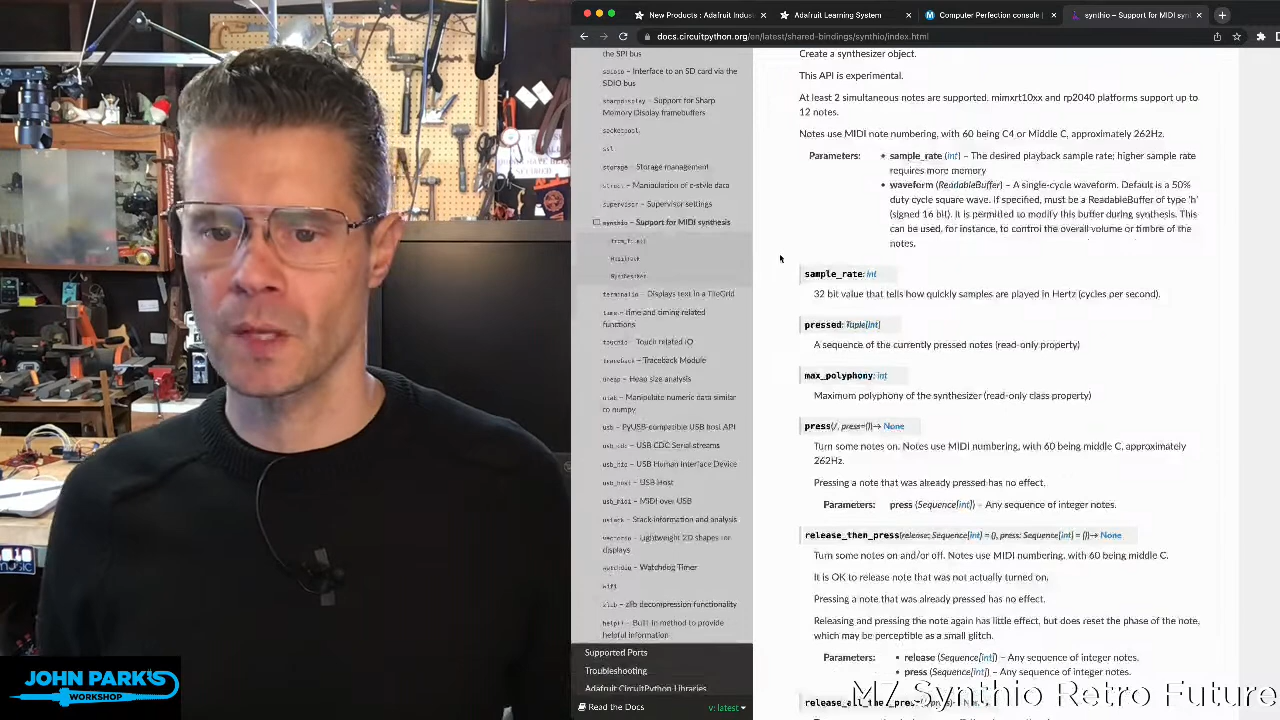 New Products
Adafruit Indus
Computer Protection compan
synthio – Support for MI
docs.circuitpython.org/en/latest/shared-bindings/synthio/index.html
the SPI bus
sdioio – Interface to an SD card via the
SDIO bus
sharpdisplay – Support for Sharp
Memory Display framebuffers
socketpool
ssl
storage – Storage management
struct – Manipulation of c-style data
supervisor – Supervisor settings
synthio – Support for MIDI synthesis
from_file()
MidiTrack
Synthesizer
terminalio – Displays text in a TileGrid
time – time and timing related
functions
touchio – Touch related IO
traceback – Traceback Module
uheap – Heap size analysis
ulab – Manipulate numeric data similar
to numpy
usb – PyUSB-compatible USB host API
usb_cdc – USB CDC Serial streams
usb_hid – USB Human Interface Device
usb_host – USB Host
usb_midi – MIDI over USB
ustack – Stack information and analysis
vectorio – Lightweight 2D shapes for
displays
watchdog – Watchdog Timer
wifi
zlib – zlib decompression functionality
help() – Built-in method to provide
helpful information
Supported Ports
Troubleshooting
Adafruit CircuitPython Libraries
Read the Docs
v: latest
Create a synthesizer object.
This API is experimental.
At least 2 simultaneous notes are supported. mimxrt10xx and rp2040 platforms support up to
12 notes.
Notes use MIDI note numbering, with 60 being C4 or Middle C, approximately 262Hz.
Parameters:
• sample_rate (int) – The desired playback sample rate; higher sample rate
requires more memory
• waveform (ReadableBuffer) – A single-cycle waveform. Default is a 50%
duty cycle square wave. If specified, must be a ReadableBuffer of type 'h'
(signed 16 bit). It is permitted to modify this buffer during synthesis. This
can be used, for instance, to control the overall volume or timbre of the
notes.
sample_rate: int
32 bit value that tells how quickly samples are played in Hertz (cycles per second).
pressed: Tuple[int]
A sequence of the currently pressed notes (read-only property)
max_polyphony: int
Maximum polyphony of the synthesizer (read-only property)
press(/, press=()) → None
Turn some notes on. Notes use MIDI numbering, with 60 being middle C, approximately
262Hz.
Pressing a note that was already pressed has no effect.
Parameters: press (Sequence[int]) – Any sequence of integer notes.
release_then_press(release: Sequence[int] = (), press: Sequence[int] = ()) → None
Turn some notes on and/or off. Notes use MIDI numbering, with 60 being middle C.
It is OK to release note that was not actually turned on.
Pressing a note that was already pressed has no effect.
Releasing and pressing the note again has little effect, but does reset the phase of the note,
which may be perceptible as a small glitch.
• release (Sequence[int]) – Any sequence of integer notes.
• press (Sequence[int]) – Any sequence of integer notes.
JOHN PARK'S
WORKSHOP
MZ Synthio Retro Future